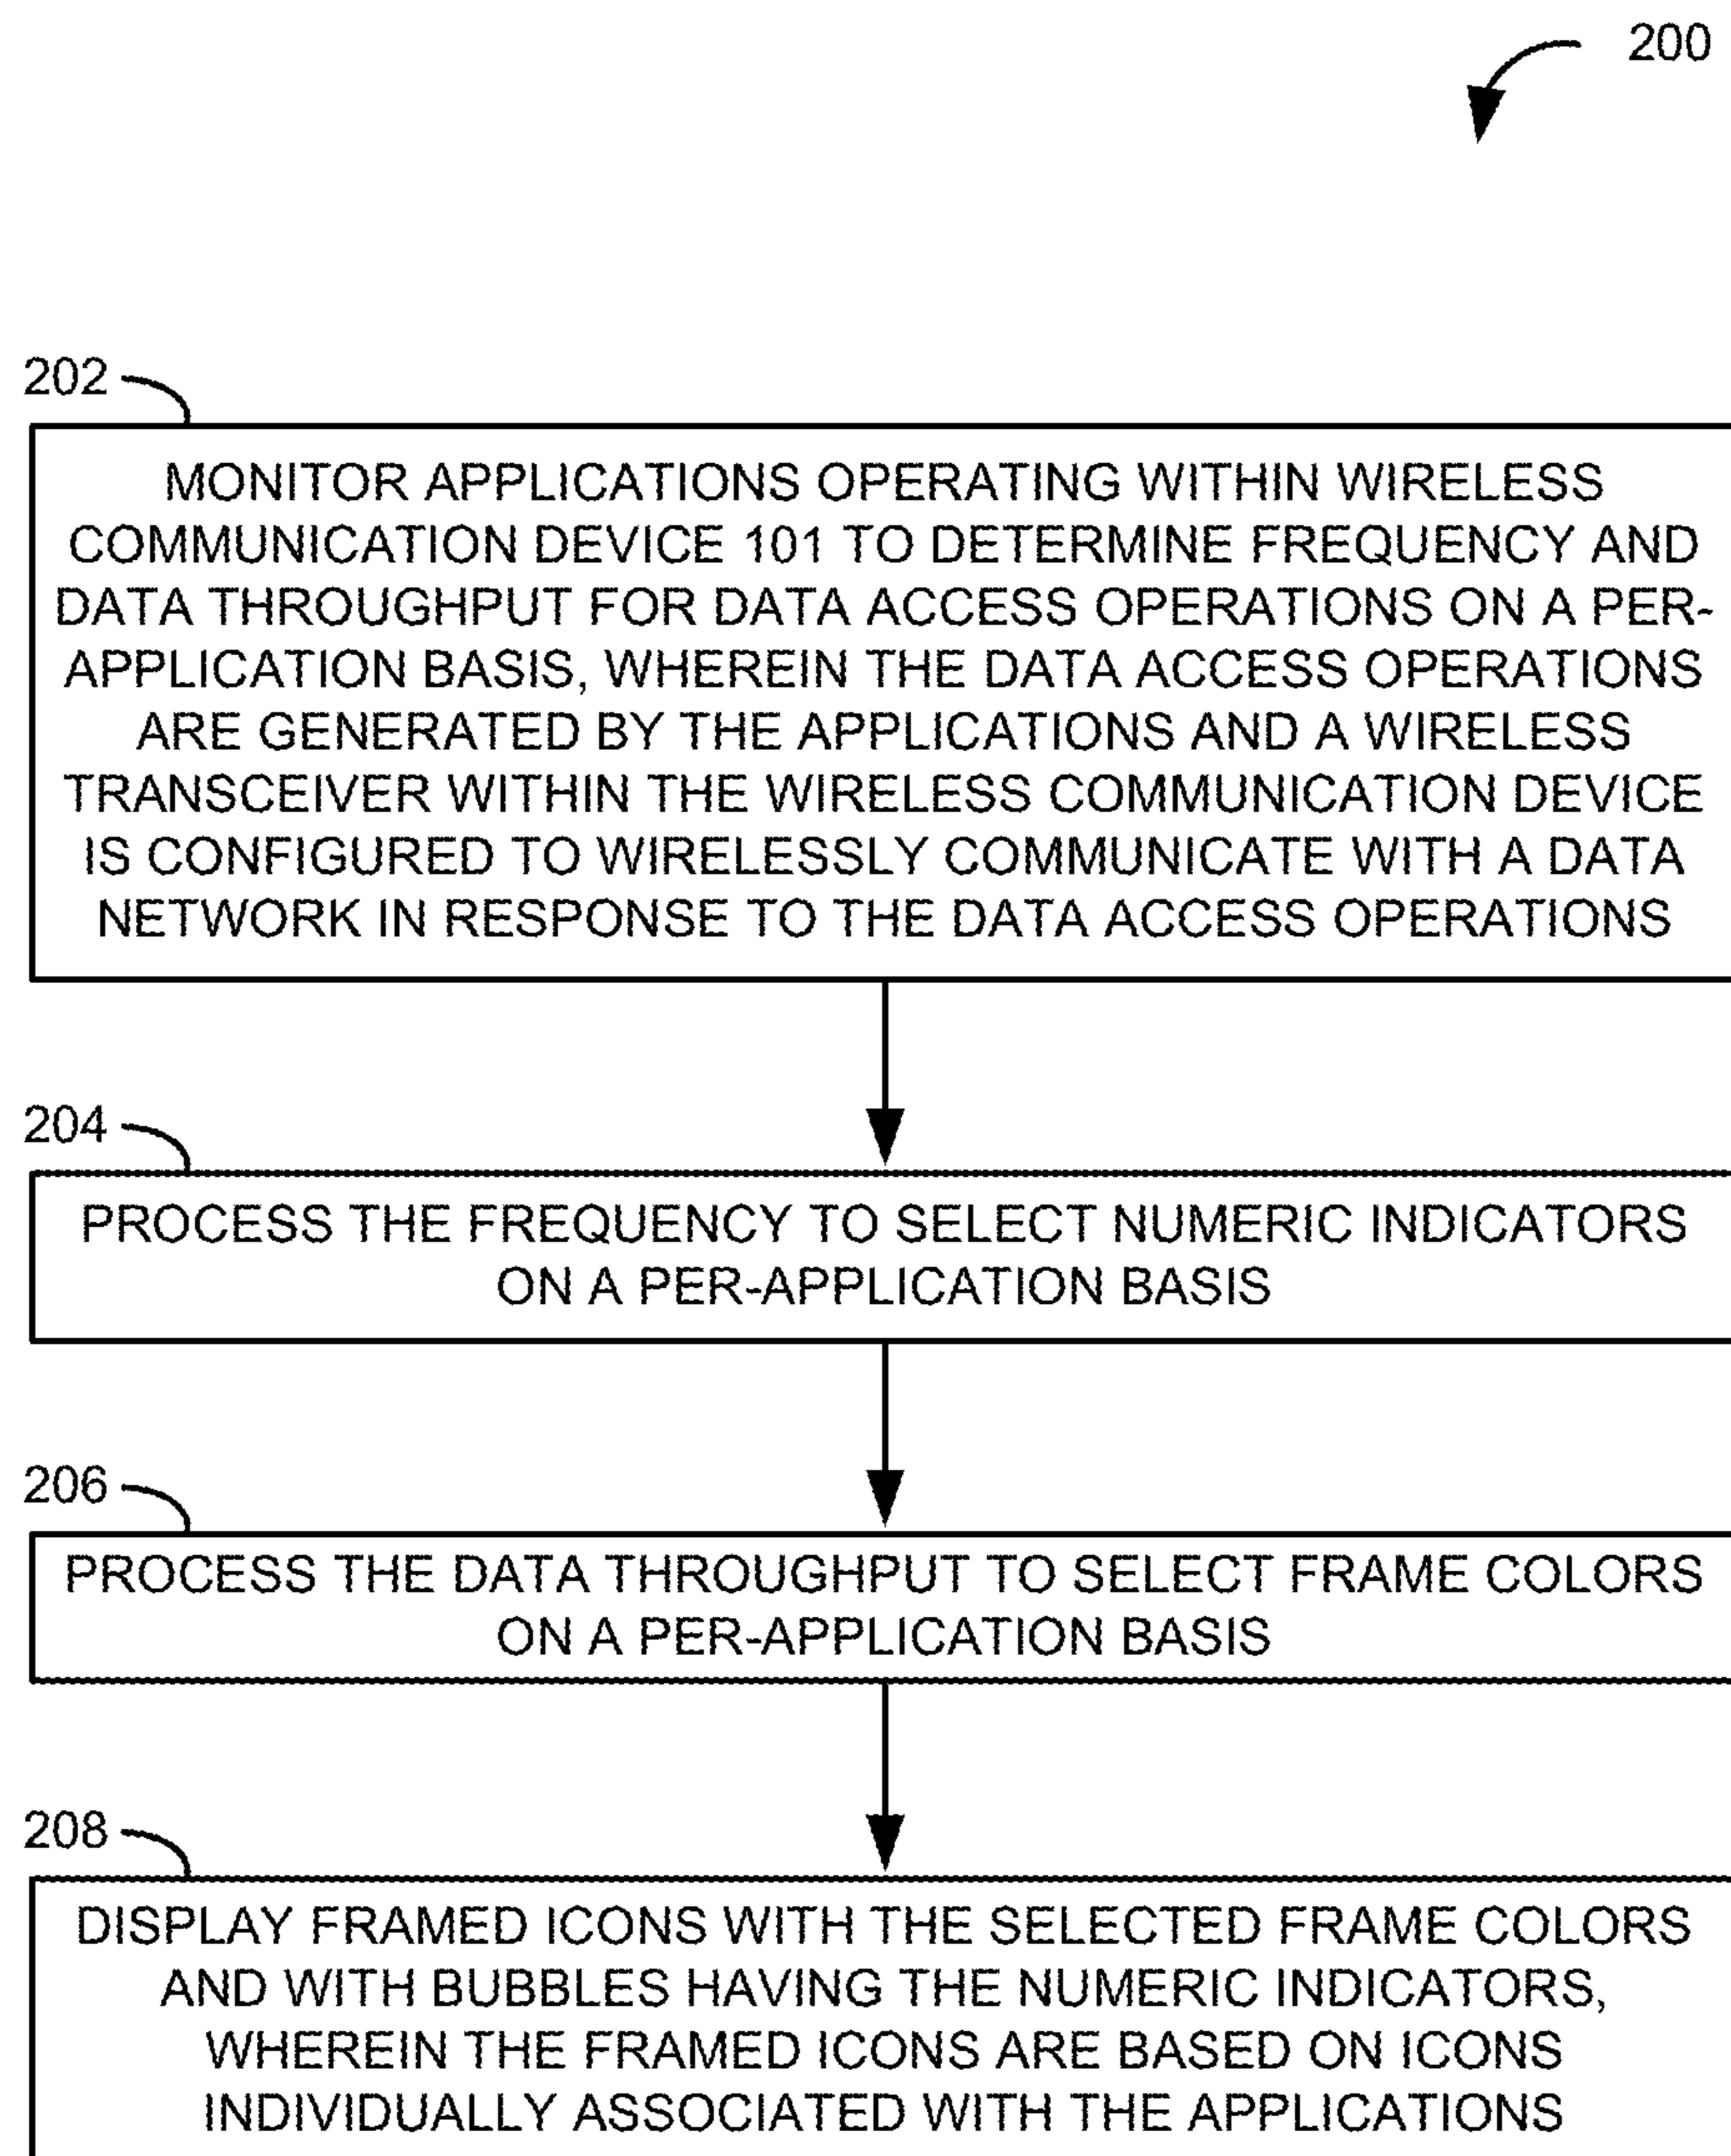 200
202
MONITOR APPLICATIONS OPERATING WITHIN WIRELESS
COMMUNICATION DEVICE 101 TO DETERMINE FREQUENCY AND
DATA THROUGHPUT FOR DATA ACCESS OPERATIONS ON A PER-
APPLICATION BASIS, WHEREIN THE DATA ACCESS OPERATIONS
ARE GENERATED BY THE APPLICATIONS AND A WIRELESS
TRANSCEIVER WITHIN THE WIRELESS COMMUNICATION DEVICE
IS CONFIGURED TO WIRELESSLY COMMUNICATE WITH A DATA
NETWORK IN RESPONSE TO THE DATA ACCESS OPERATIONS
204
PROCESS THE FREQUENCY TO SELECT NUMERIC INDICATORS
ON A PER-APPLICATION BASIS
206
PROCESS THE DATA THROUGHPUT TO SELECT FRAME COLORS
ON A PER-APPLICATION BASIS
208
DISPLAY FRAMED ICONS WITH THE SELECTED FRAME COLORS
AND WITH BUBBLES HAVING THE NUMERIC INDICATORS,
WHEREIN THE FRAMED ICONS ARE BASED ON ICONS
INDIVIDUALLY ASSOCIATED WITH THE APPLICATIONS